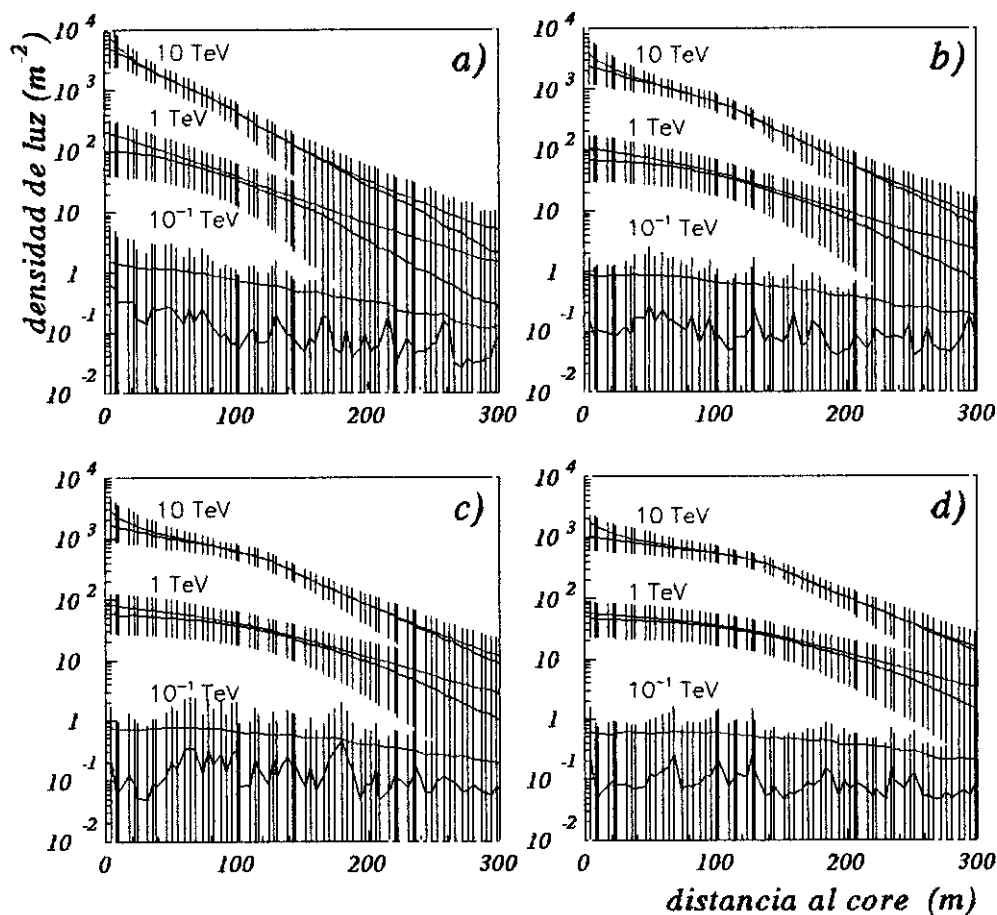 densidad de luz (m⁻²)
a)
10⁴
10³
10²
10
1
10⁻¹
10⁻²
10 TeV
1 TeV
10⁻¹ TeV
0 100 200 300
b)
10⁴
10³
10²
10
1
10⁻¹
10⁻²
10 TeV
1 TeV
10⁻¹ TeV
0 100 200 300
c)
10⁴
10³
10²
10
1
10⁻¹
10⁻²
10 TeV
1 TeV
10⁻¹ TeV
0 100 200 300
d)
10⁴
10³
10²
10
1
10⁻¹
10⁻²
10 TeV
1 TeV
10⁻¹ TeV
0 100 200 300
distancia al core (m)